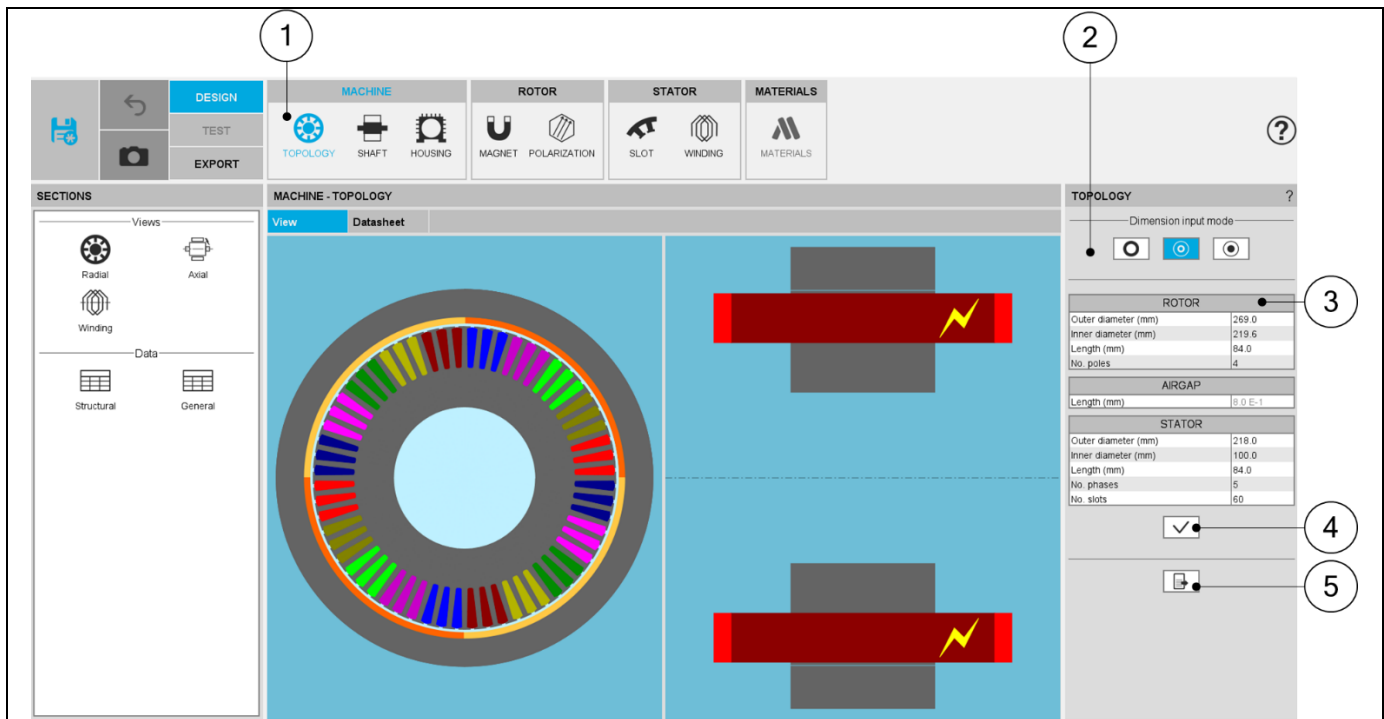 1
2
DESIGN
TEST
EXPORT
MACHINE
TOPOLOGY SHAFT HOUSING
ROTOR
MAGNET POLARIZATION
STATOR
SLOT WINDING
MATERIALS
MATERIALS
?
SECTIONS
Views
Radial Axial
Winding
Data
Structural General
MACHINE - TOPOLOGY
View Datasheet
TOPOLOGY ?
Dimension input mode
ROTOR
Outer diameter (mm) 269.0
Inner diameter (mm) 219.6
Length (mm) 84.0
No. poles 4
AIRGAP
Length (mm) 8.0 E-1
STATOR
Outer diameter (mm) 218.0
Inner diameter (mm) 100.0
Length (mm) 84.0
No. phases 5
No. slots 60
3
4
5